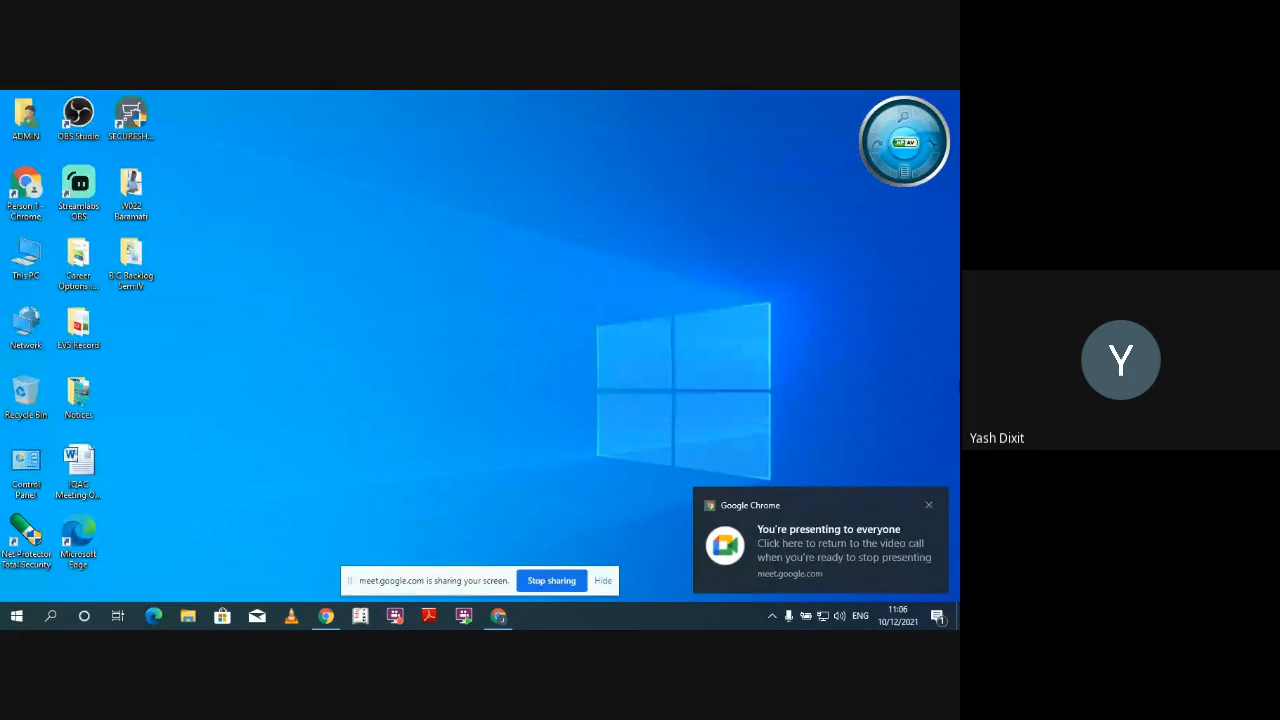 ADMIN
OBS Studio
SECURESH...
Person 1 -
Chrome
Streamlabs
OBS
W022
Baramati
This PC
Career
Options i...
B.C Backlog
Sem IV
Network
EVS Record
Recycle Bin
Notices
Control
Panel
IQAC
Meeting O...
Net Protector
Total Security
Microsoft
Edge
NP AV
Google Chrome
You're presenting to everyone
Click here to return to the video call
when you're ready to stop presenting
meet.google.com
meet.google.com is sharing your screen.
Stop sharing
Hide
ENG
11:06
10/12/2021
1
Y
Yash Dixit